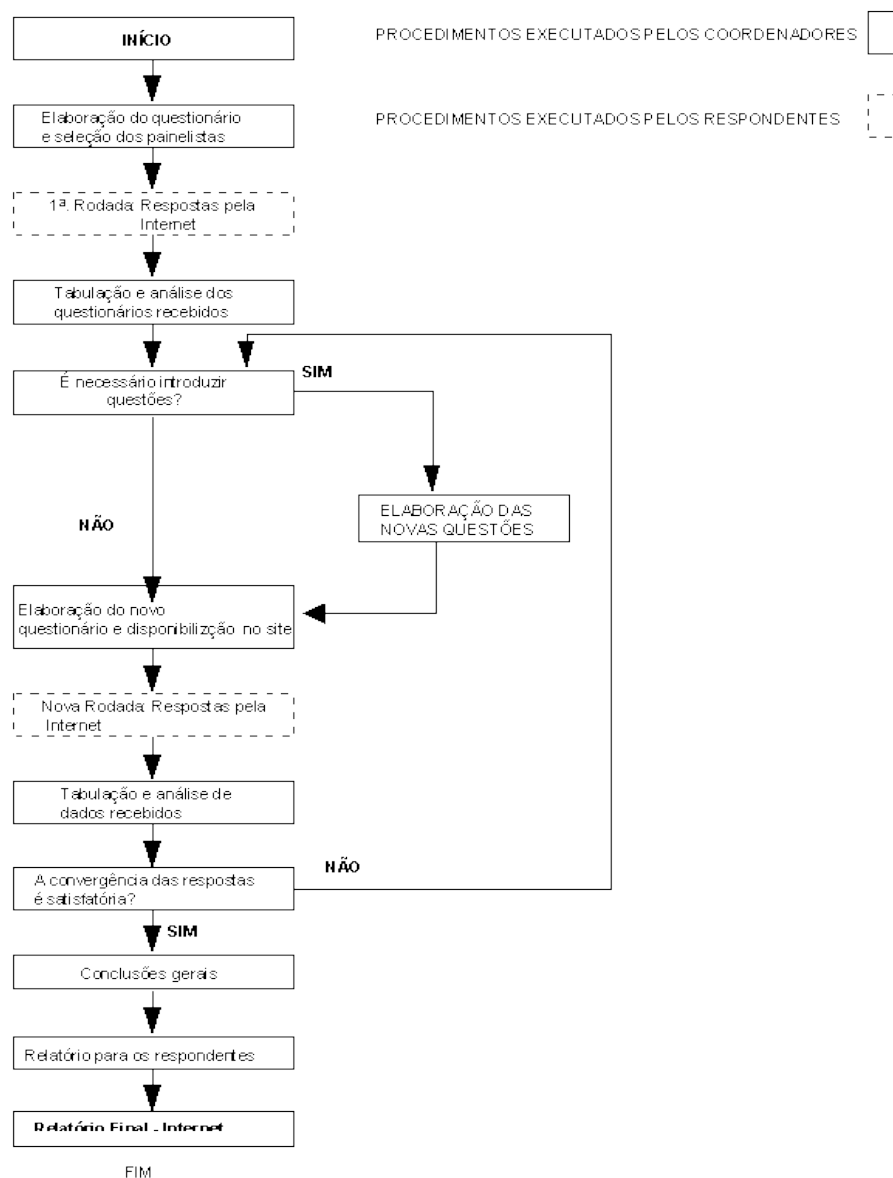 INÍCIO
PROCEDIMENTOS EXECUTADOS PELOS COORDENADORES
Elaboração do questionário
e seleção dos painelistas
PROCEDIMENTOS EXECUTADOS PELOS RESPONDENTES
1ª. Rodada: Respostas pela
Internet
Tabulação e análise dos
questionários recebidos
É necessário introduzir
questões?
SIM
NÃO
ELABORAÇÃO DAS
NOVAS QUESTÕES
Elaboração do novo
questionário e disponibilizção no site
Nova Rodada: Respostas pela
Internet
Tabulação e análise de
dados recebidos
A convergência das respostas
é satisfatória?
NÃO
SIM
Conclusões gerais
Relatório para os respondentes
Relatório Final - Internet
FIM